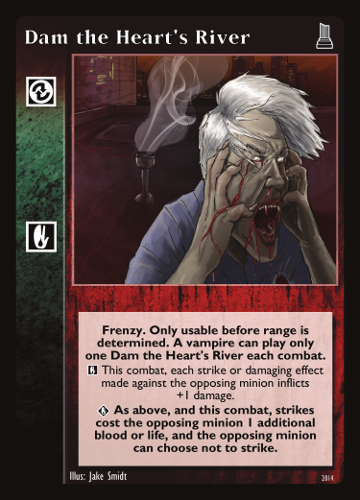 Dam the Heart's River
Frenzy. Only usable before range is
determined. A vampire can play only
one Dam the Heart's River each combat.
This combat, each strike or damaging effect
made against the opposing minion inflicts
+1 damage.
As above, and this combat, strikes
cost the opposing minion 1 additional
blood or life, and the opposing minion
can choose not to strike.
Illus: Jake Smidt
2014